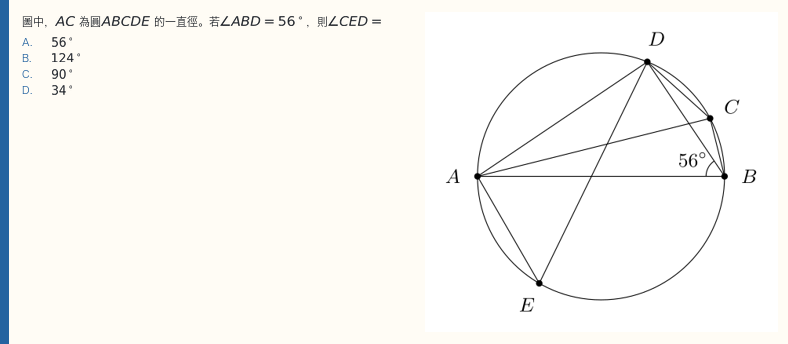 圖中，AC 為圓ABCDE 的一直徑。若∠ABD = 56°，則∠CED =
A. 56°
B. 124°
C. 90°
D. 34°
D
C
56°
A
B
E